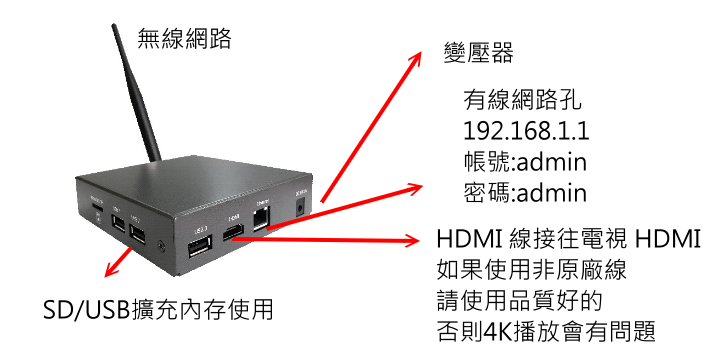 無線網路
變壓器
有線網路孔
192.168.1.1
帳號:admin
密碼:admin
HDMI 線接往電視 HDMI
如果使用非原廠線
請使用品質好的
否則4K播放會有問題
SD/USB擴充內存使用
USB 3
HDMI